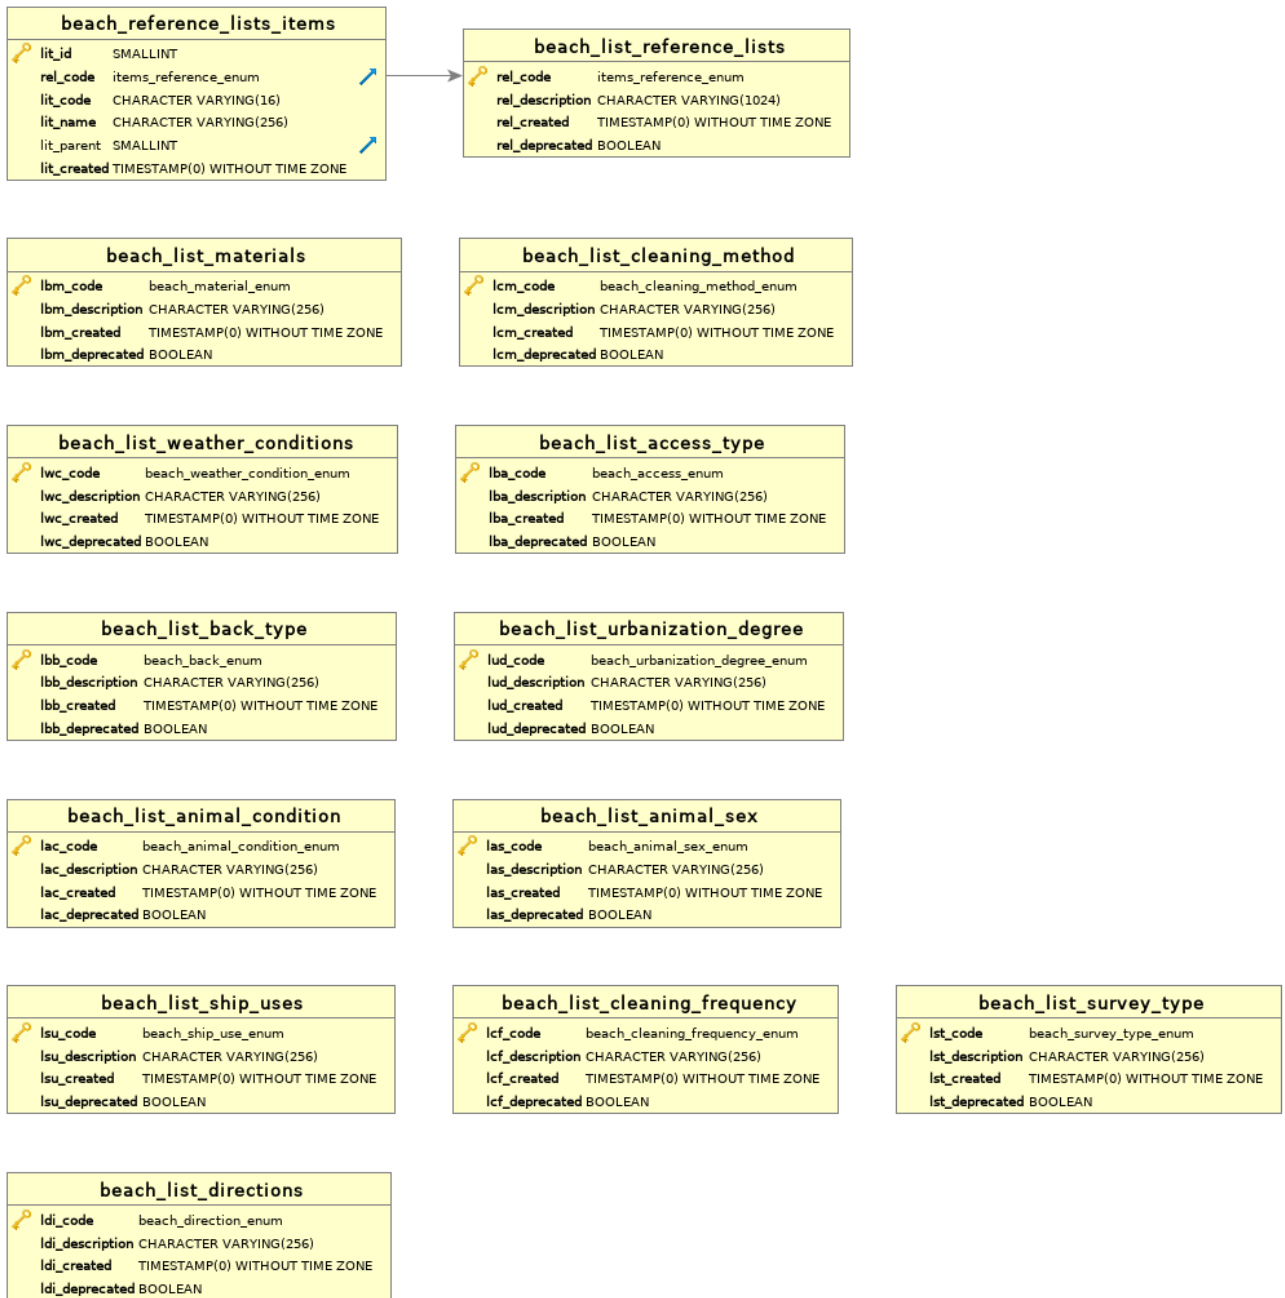 beach_reference_lists_items
lit_id SMALLINT
rel_code items_reference_enum
lit_code CHARACTER VARYING(16)
lit_name CHARACTER VARYING(256)
lit_parent SMALLINT
lit_created TIMESTAMP(0) WITHOUT TIME ZONE
beach_list_reference_lists
rel_code items_reference_enum
rel_description CHARACTER VARYING(1024)
rel_created TIMESTAMP(0) WITHOUT TIME ZONE
rel_deprecated BOOLEAN
beach_list_materials
lbm_code beach_material_enum
lbm_description CHARACTER VARYING(256)
lbm_created TIMESTAMP(0) WITHOUT TIME ZONE
lbm_deprecated BOOLEAN
beach_list_cleaning_method
lcm_code beach_cleaning_method_enum
lcm_description CHARACTER VARYING(256)
lcm_created TIMESTAMP(0) WITHOUT TIME ZONE
lcm_deprecated BOOLEAN
beach_list_weather_conditions
lwc_code beach_weather_condition_enum
lwc_description CHARACTER VARYING(256)
lwc_created TIMESTAMP(0) WITHOUT TIME ZONE
lwc_deprecated BOOLEAN
beach_list_access_type
lba_code beach_access_enum
lba_description CHARACTER VARYING(256)
lba_created TIMESTAMP(0) WITHOUT TIME ZONE
lba_deprecated BOOLEAN
beach_list_back_type
lbb_code beach_back_enum
lbb_description CHARACTER VARYING(256)
lbb_created TIMESTAMP(0) WITHOUT TIME ZONE
lbb_deprecated BOOLEAN
beach_list_urbanization_degree
lud_code beach_urbanization_degree_enum
lud_description CHARACTER VARYING(256)
lud_created TIMESTAMP(0) WITHOUT TIME ZONE
lud_deprecated BOOLEAN
beach_list_animal_condition
lac_code beach_animal_condition_enum
lac_description CHARACTER VARYING(256)
lac_created TIMESTAMP(0) WITHOUT TIME ZONE
lac_deprecated BOOLEAN
beach_list_animal_sex
las_code beach_animal_sex_enum
las_description CHARACTER VARYING(256)
las_created TIMESTAMP(0) WITHOUT TIME ZONE
las_deprecated BOOLEAN
beach_list_ship_uses
lsu_code beach_ship_use_enum
lsu_description CHARACTER VARYING(256)
lsu_created TIMESTAMP(0) WITHOUT TIME ZONE
lsu_deprecated BOOLEAN
beach_list_cleaning_frequency
lcf_code beach_cleaning_frequency_enum
lcf_description CHARACTER VARYING(256)
lcf_created TIMESTAMP(0) WITHOUT TIME ZONE
lcf_deprecated BOOLEAN
beach_list_survey_type
lst_code beach_survey_type_enum
lst_description CHARACTER VARYING(256)
lst_created TIMESTAMP(0) WITHOUT TIME ZONE
lst_deprecated BOOLEAN
beach_list_directions
ldi_code beach_direction_enum
ldi_description CHARACTER VARYING(256)
ldi_created TIMESTAMP(0) WITHOUT TIME ZONE
ldi_deprecated BOOLEAN